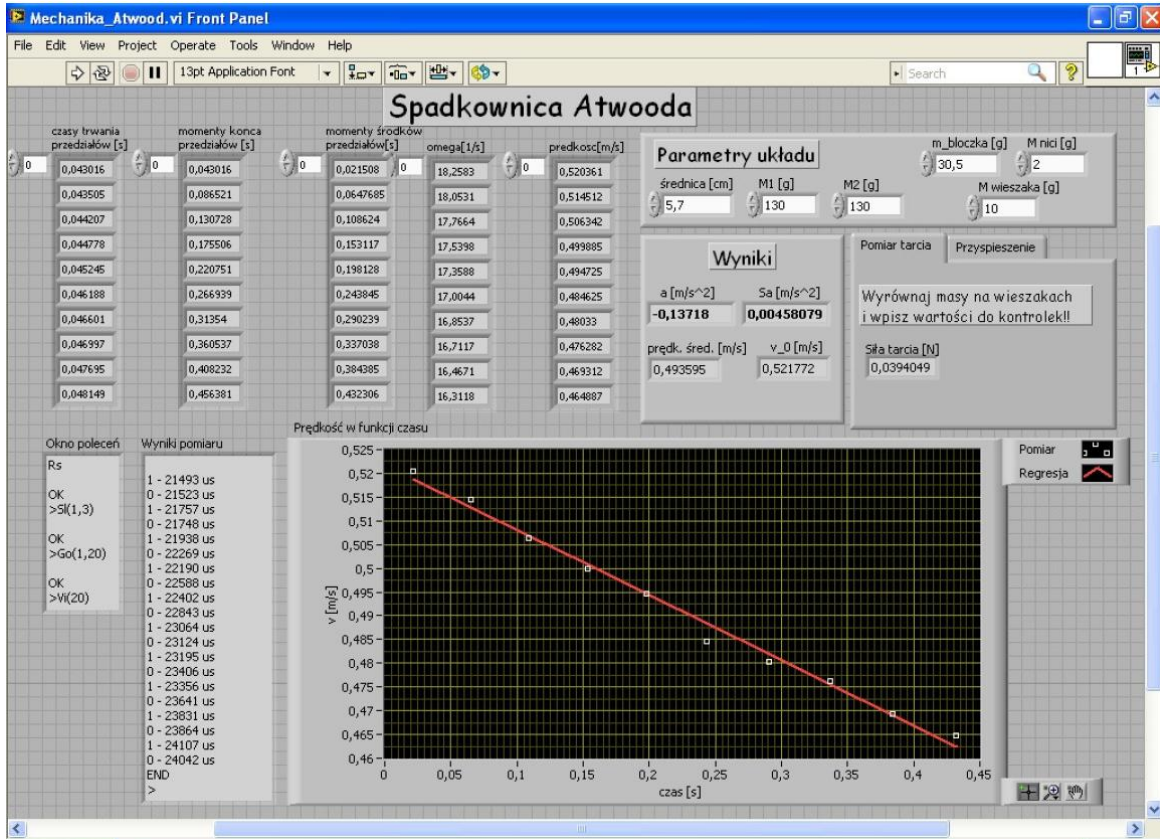 Mechanika_Atwood.vi Front Panel
File Edit View Project Operate Tools Window Help
13pt Application Font
Search
1
Spadkownica Atwooda
czasy trwania przedziałów [s]
0
0,043016
0,043505
0,044207
0,044778
0,045245
0,046188
0,046601
0,046997
0,047695
0,048149
momenty konca przedziałów [s]
0
0,043016
0,086521
0,130728
0,175506
0,220751
0,266939
0,31354
0,360537
0,408232
0,456381
momenty środków przedziałów[s]
0
0,021508
0,0647685
0,108624
0,153117
0,198128
0,243845
0,290239
0,337038
0,384385
0,432306
omega[1/s]
0
18,2583
18,0531
17,7664
17,5398
17,3588
17,0044
16,8537
16,7117
16,4671
16,3118
predkosc[m/s]
0
0,520361
0,514512
0,506342
0,499885
0,494725
0,484625
0,48033
0,476282
0,469312
0,464887
Parametry układu
m_bloczka [g]
30,5
M nici [g]
2
średnica [cm]
5,7
M1 [g]
130
M2 [g]
130
M wieszaka [g]
10
Wyniki
a [m/s^2]
-0,13718
Sa [m/s^2]
0,00458079
prędk. śred. [m/s]
0,493595
v_0 [m/s]
0,521772
Pomiar tarcia
Przyspieszenie
Wyrównaj masy na wieszakach
i wpisz wartości do kontrolek!!
Siła tarcia [N]
0,0394049
Okno poleceń
Rs
OK
>Sl(1,3)
OK
>Go(1,20)
OK
>Vi(20)
Wyniki pomiaru
1 - 21493 us
0 - 21523 us
1 - 21757 us
0 - 21748 us
1 - 21938 us
0 - 22269 us
1 - 22190 us
0 - 22588 us
1 - 22402 us
0 - 22843 us
1 - 23064 us
0 - 23124 us
1 - 23195 us
0 - 23406 us
1 - 23356 us
0 - 23641 us
1 - 23831 us
0 - 23864 us
1 - 24107 us
0 - 24042 us
END
>
Prędkość w funkcji czasu
v [m/s]
0,525
0,52
0,515
0,51
0,505
0,5
0,495
0,49
0,485
0,48
0,475
0,47
0,465
0,46
0 0,05 0,1 0,15 0,2 0,25 0,3 0,35 0,4 0,45
czas [s]
Pomiar
Regresja